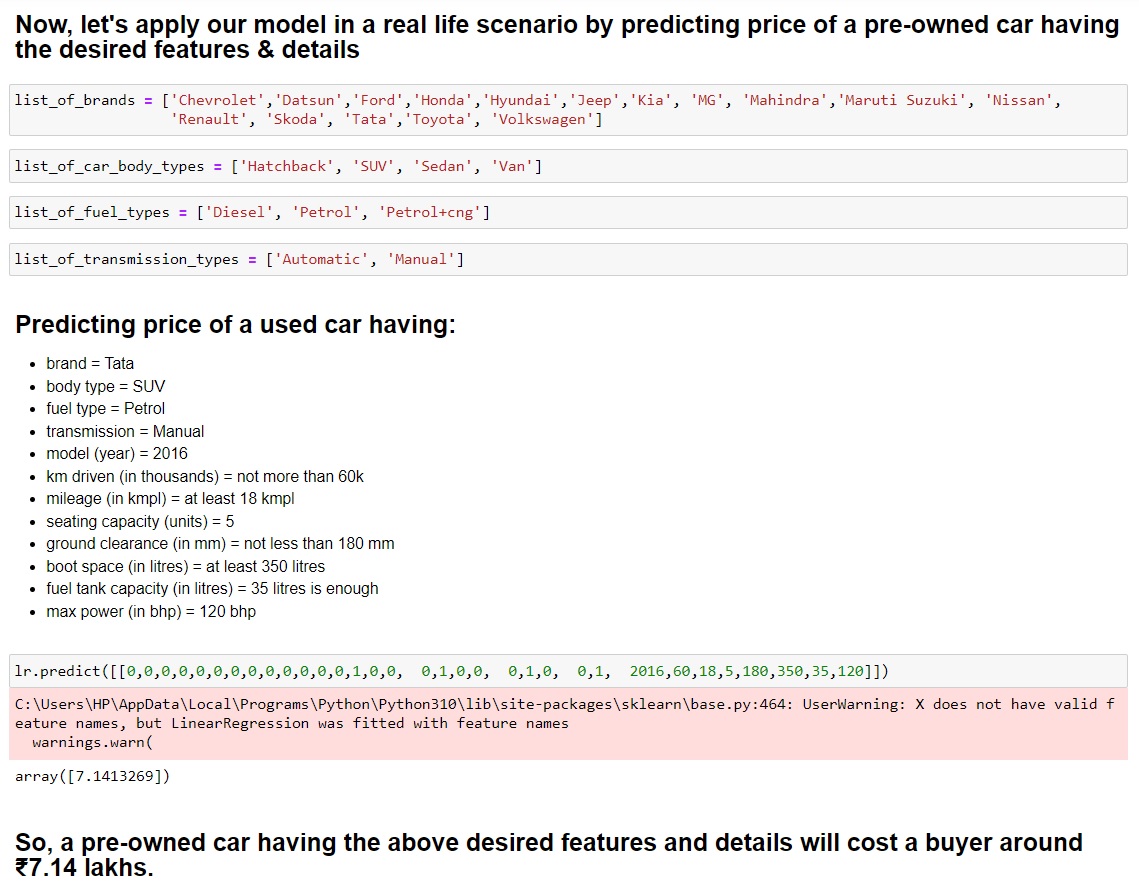 Now, let's apply our model in a real life scenario by predicting price of a pre-owned car having
the desired features & details
list_of_brands = ['Chevrolet','Datsun','Ford','Honda','Hyundai','Jeep','Kia', 'MG', 'Mahindra','Maruti Suzuki', 'Nissan',
'Renault', 'Skoda', 'Tata','Toyota', 'Volkswagen']
list_of_car_body_types = ['Hatchback', 'SUV', 'Sedan', 'Van']
list_of_fuel_types = ['Diesel', 'Petrol', 'Petrol+cng']
list_of_transmission_types = ['Automatic', 'Manual']
Predicting price of a used car having:
• brand = Tata
• body type = SUV
• fuel type = Petrol
• transmission = Manual
• model (year) = 2016
• km driven (in thousands) = not more than 60k
• mileage (in kmpl) = at least 18 kmpl
• seating capacity (units) = 5
• ground clearance (in mm) = not less than 180 mm
• boot space (in litres) = at least 350 litres
• fuel tank capacity (in litres) = 35 litres is enough
• max power (in bhp) = 120 bhp
lr.predict([[0,0,0,0,0,0,0,0,0,0,0,0,0,1,0,0,  0,1,0,0,  0,1,0,  0,1,  2016,60,18,5,180,350,35,120]])
C:\Users\HP\AppData\Local\Programs\Python\Python310\lib\site-packages\sklearn\base.py:464: UserWarning: X does not have valid f
eature names, but LinearRegression was fitted with feature names
warnings.warn(
array([7.1413269])
So, a pre-owned car having the above desired features and details will cost a buyer around
₹7.14 lakhs.